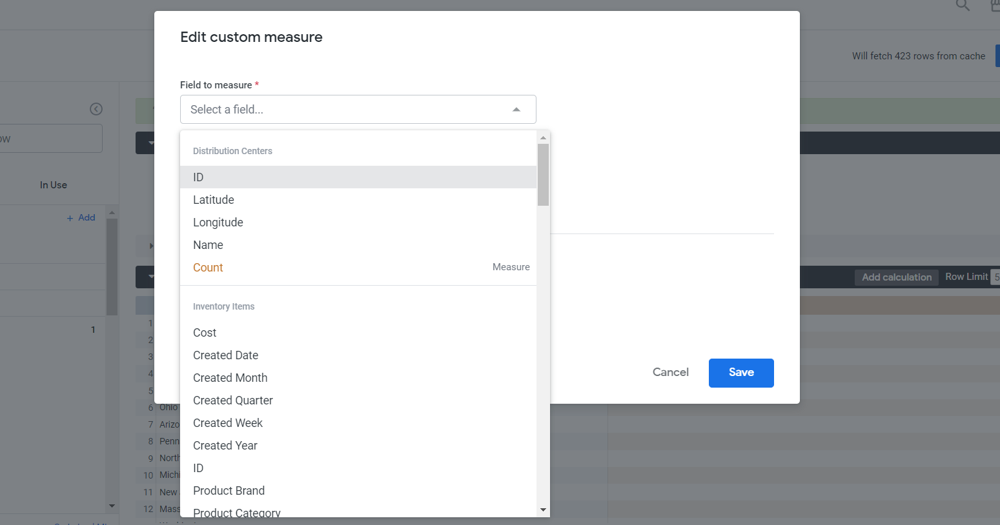 Edit custom measure
Will fetch 423 rows from cache
Field to measure *
Select a field...
ow
In Use
+ Add
1
Distribution Centers
ID
Latitude
Longitude
Name
Count Measure
Inventory Items
Cost
Created Date
Created Month
Created Quarter
Created Week
Created Year
ID
Product Brand
Product Category
Add calculation Row Limit 5
Cancel Save
1
2
3
4
5
6 Ohio
7 Arizo
8 Penn
9 North
10 Michi
11 New
12 Mass